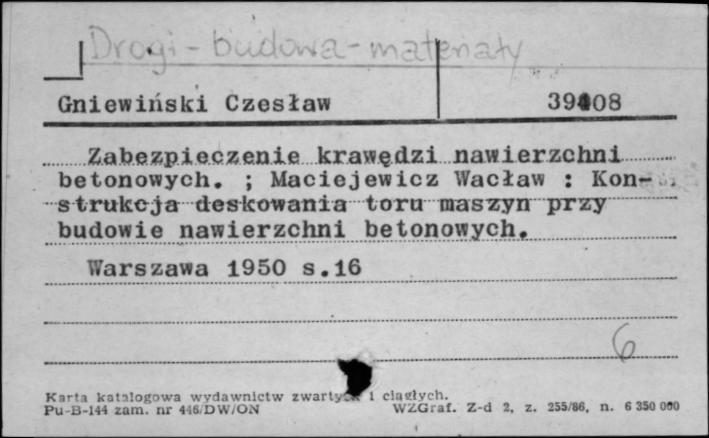 Drogi - budowa - materiały
Gniewiński Czesław 39408
Zabezpieczenie krawędzi nawierzchni
betonowych. ; Maciejewicz Wacław : Kon-
strukcja deskowania toru maszyn przy
budowie nawierzchni betonowych.
Warszawa 1950 s.16
6
Karta katalogowa wydawnictw zwartych i ciągłych.
Pu-B-144 zam. nr 446/DW/ON WZGraf. Z-d 2, z. 255/86, n. 6 350 000